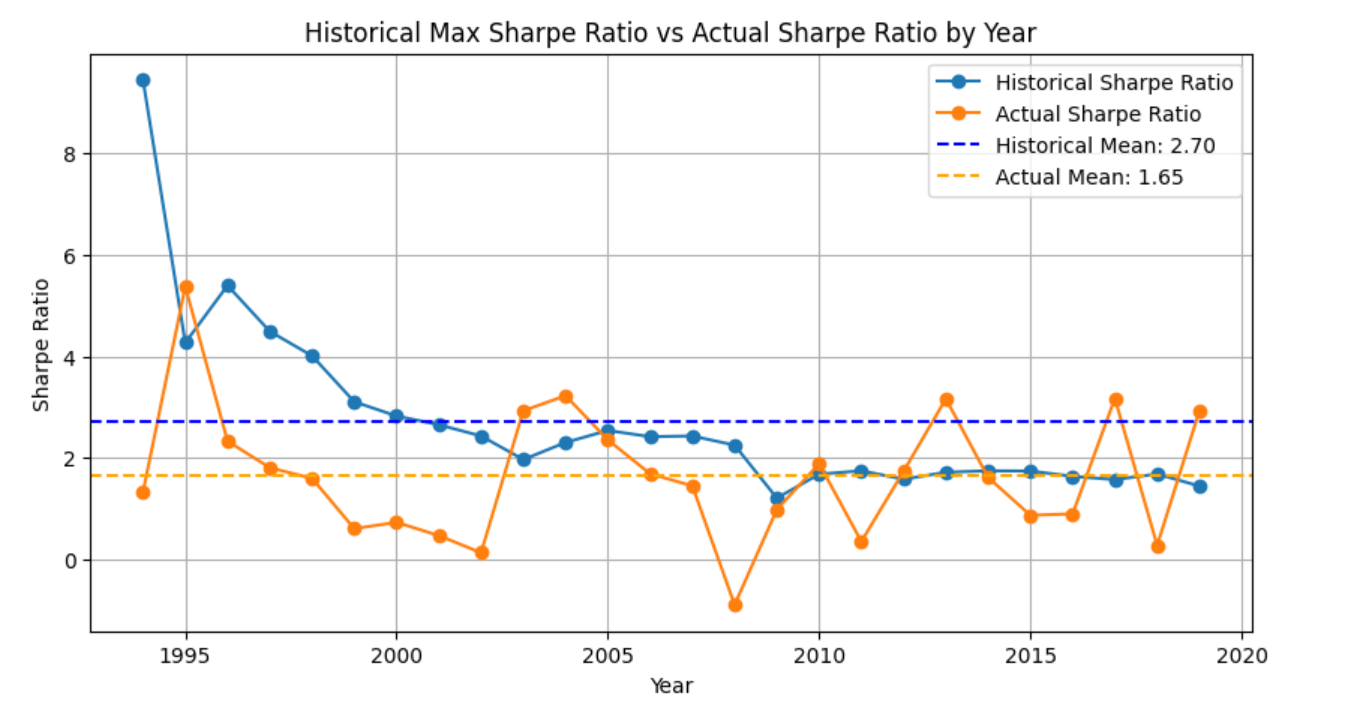 Historical Max Sharpe Ratio vs Actual Sharpe Ratio by Year
Historical Sharpe Ratio
Actual Sharpe Ratio
Historical Mean: 2.70
Actual Mean: 1.65
Sharpe Ratio
8
6
4
2
0
1995 2000 2005 2010 2015 2020
Year